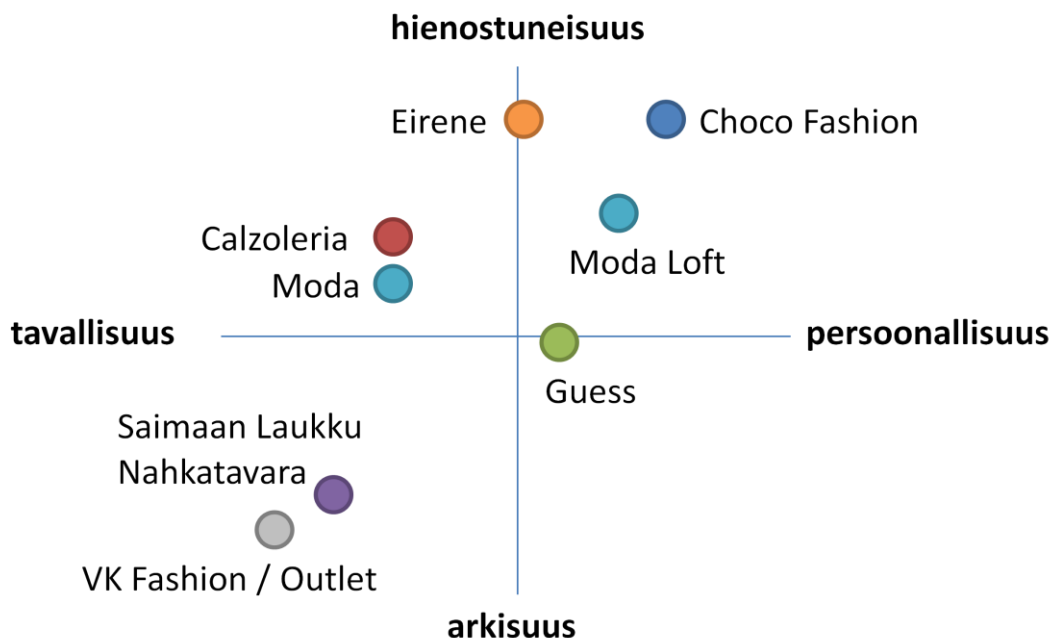 hienostuneisuus
Eirene
Choco Fashion
Calzoleria
Moda Loft
Moda
tavallisuus
persoonallisuus
Guess
Saimaan Laukku
Nahkatavara
VK Fashion / Outlet
arkisuus